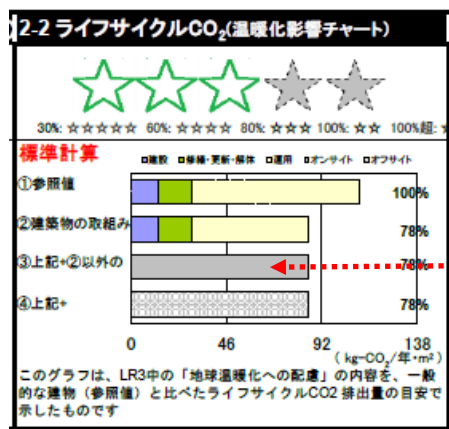 2-2 ライフサイクルCO2(温暖化影響チャート)
30%: ☆☆☆☆☆ 60%: ☆☆☆☆ 80%: ☆☆☆ 100%: ☆☆ 100%超: ☆
標準計算
建設 修繕・更新・解体 運用 オンサイト オフサイト
①参照値 100%
②建築物の取組み 78%
③上記+②以外の 78%
④上記+ 78%
0 46 92 138
( kg-CO2/年・m2 )
このグラフは、LR3中の「地球温暖化への配慮」の内容を、一般
的な建物（参照値）と比べたライフサイクルCO2 排出量の目安で
示したものです